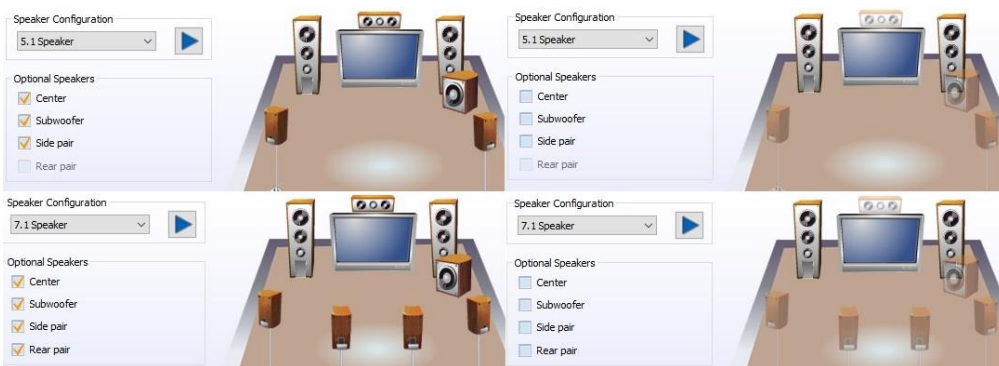 Speaker Configuration
5.1 Speaker
Optional Speakers
Center
Subwoofer
Side pair
Rear pair
Speaker Configuration
5.1 Speaker
Optional Speakers
Center
Subwoofer
Side pair
Rear pair
Speaker Configuration
7.1 Speaker
Optional Speakers
Center
Subwoofer
Side pair
Rear pair
Speaker Configuration
7.1 Speaker
Optional Speakers
Center
Subwoofer
Side pair
Rear pair